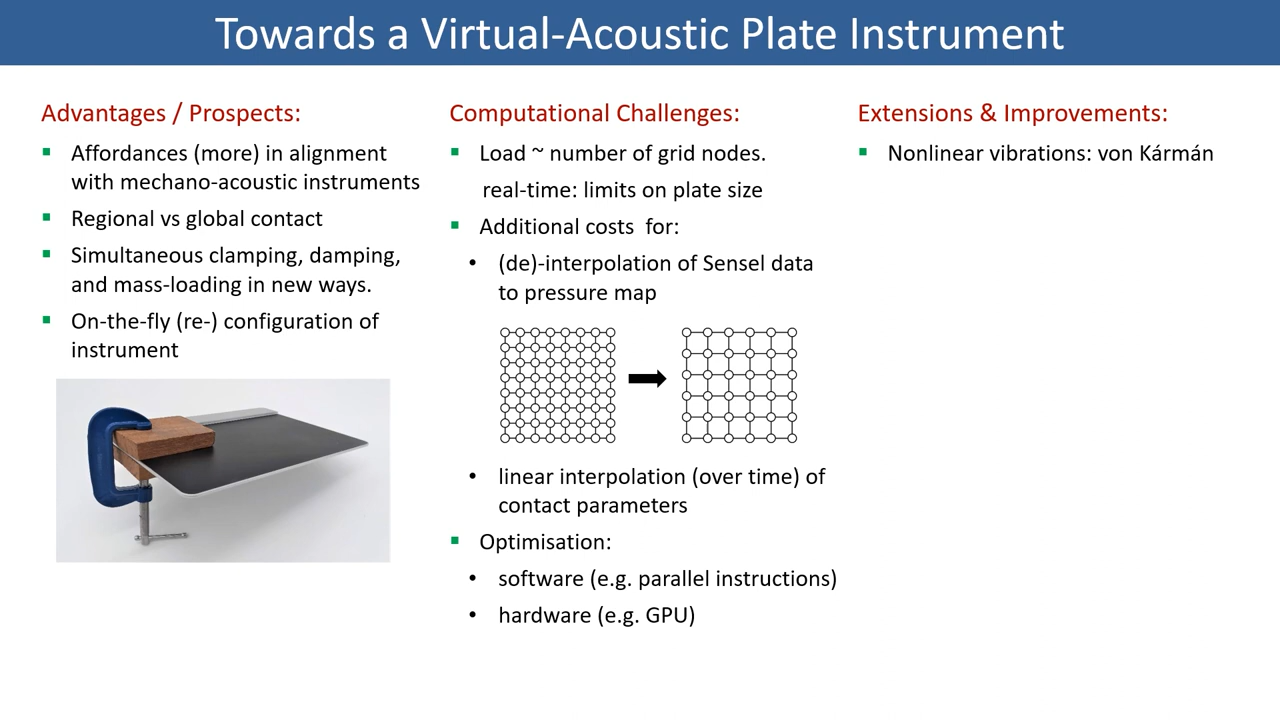 Towards a Virtual-Acoustic Plate Instrument
Advantages / Prospects:
Affordances (more) in alignment
with mechano-acoustic instruments
Regional vs global contact
Simultaneous clamping, damping,
and mass-loading in new ways.
On-the-fly (re-) configuration of
instrument
Computational Challenges:
Load ~ number of grid nodes.
real-time: limits on plate size
Additional costs for:
(de)-interpolation of Sensel data
to pressure map
linear interpolation (over time) of
contact parameters
Optimisation:
software (e.g. parallel instructions)
hardware (e.g. GPU)
Extensions & Improvements:
Nonlinear vibrations: von Kármán